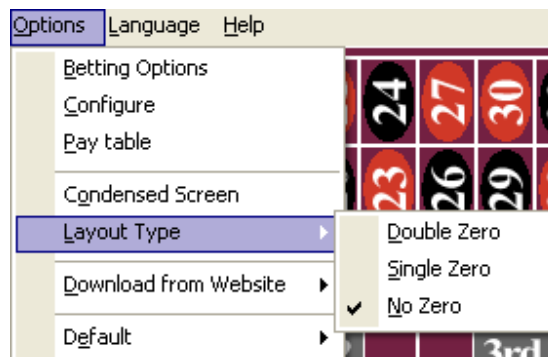 Options Language Help
Betting Options
Configure
Pay table
Condensed Screen
Layout Type
Download from Website
Default
Double Zero
Single Zero
No Zero
24 27 30
23 26 29
3rd